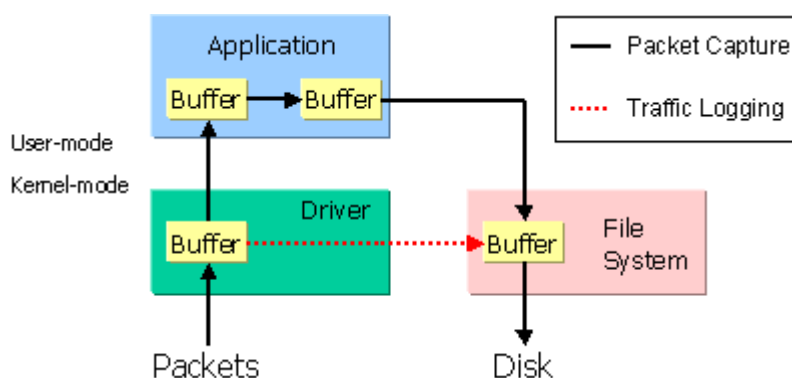 Application
Packet Capture
Buffer
Buffer
Traffic Logging
User-mode
Kernel-mode
Driver
Buffer
Buffer
File
System
Packets
Disk